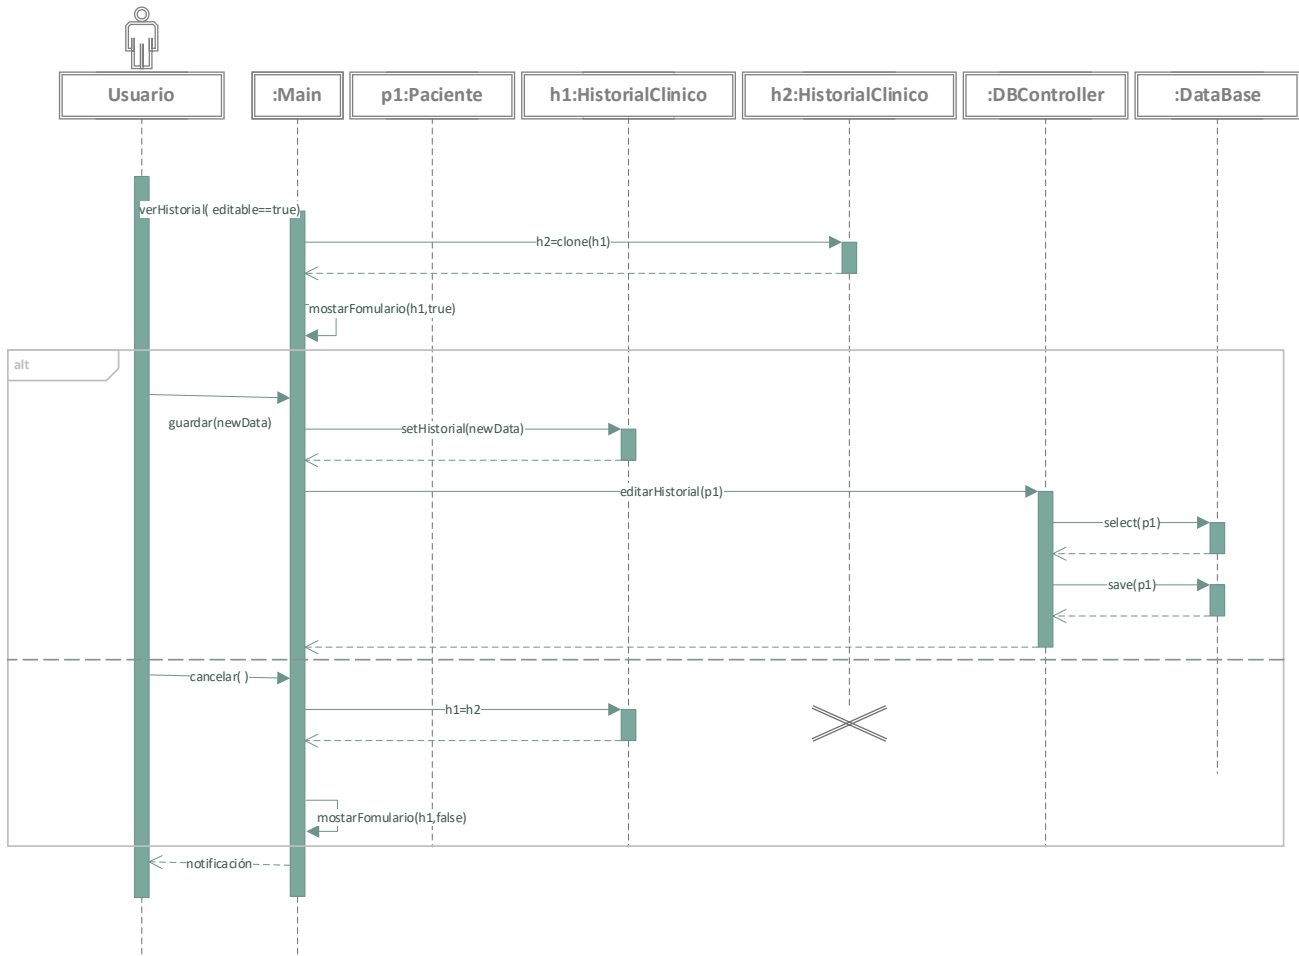 Usuario
:Main
p1:Paciente
h1:HistorialClinico
h2:HistorialClinico
:DBController
:DataBase
verHistorial( editable==true)
h2=clone(h1)
mostarFomulario(h1,true)
alt
guardar(newData)
setHistorial(newData)
editarHistorial(p1)
select(p1)
save(p1)
cancelar( )
h1=h2
mostarFomulario(h1,false)
notificación